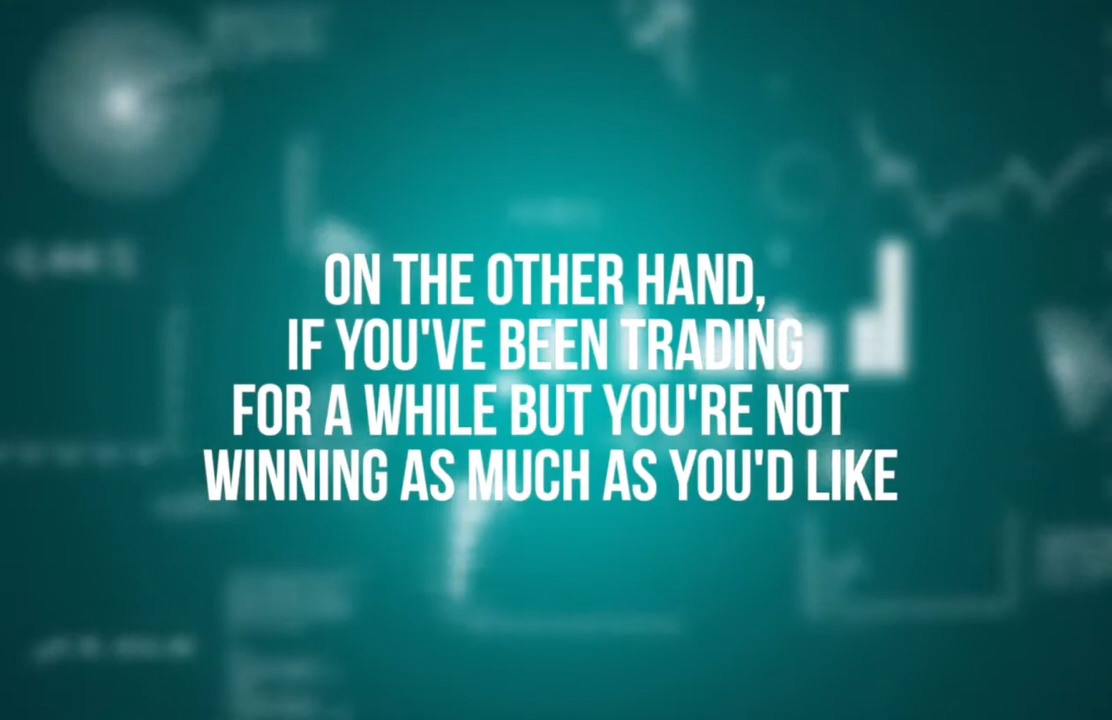 ON THE OTHER HAND,
IF YOU'VE BEEN TRADING
FOR A WHILE BUT YOU'RE NOT
WINNING AS MUCH AS YOU'D LIKE